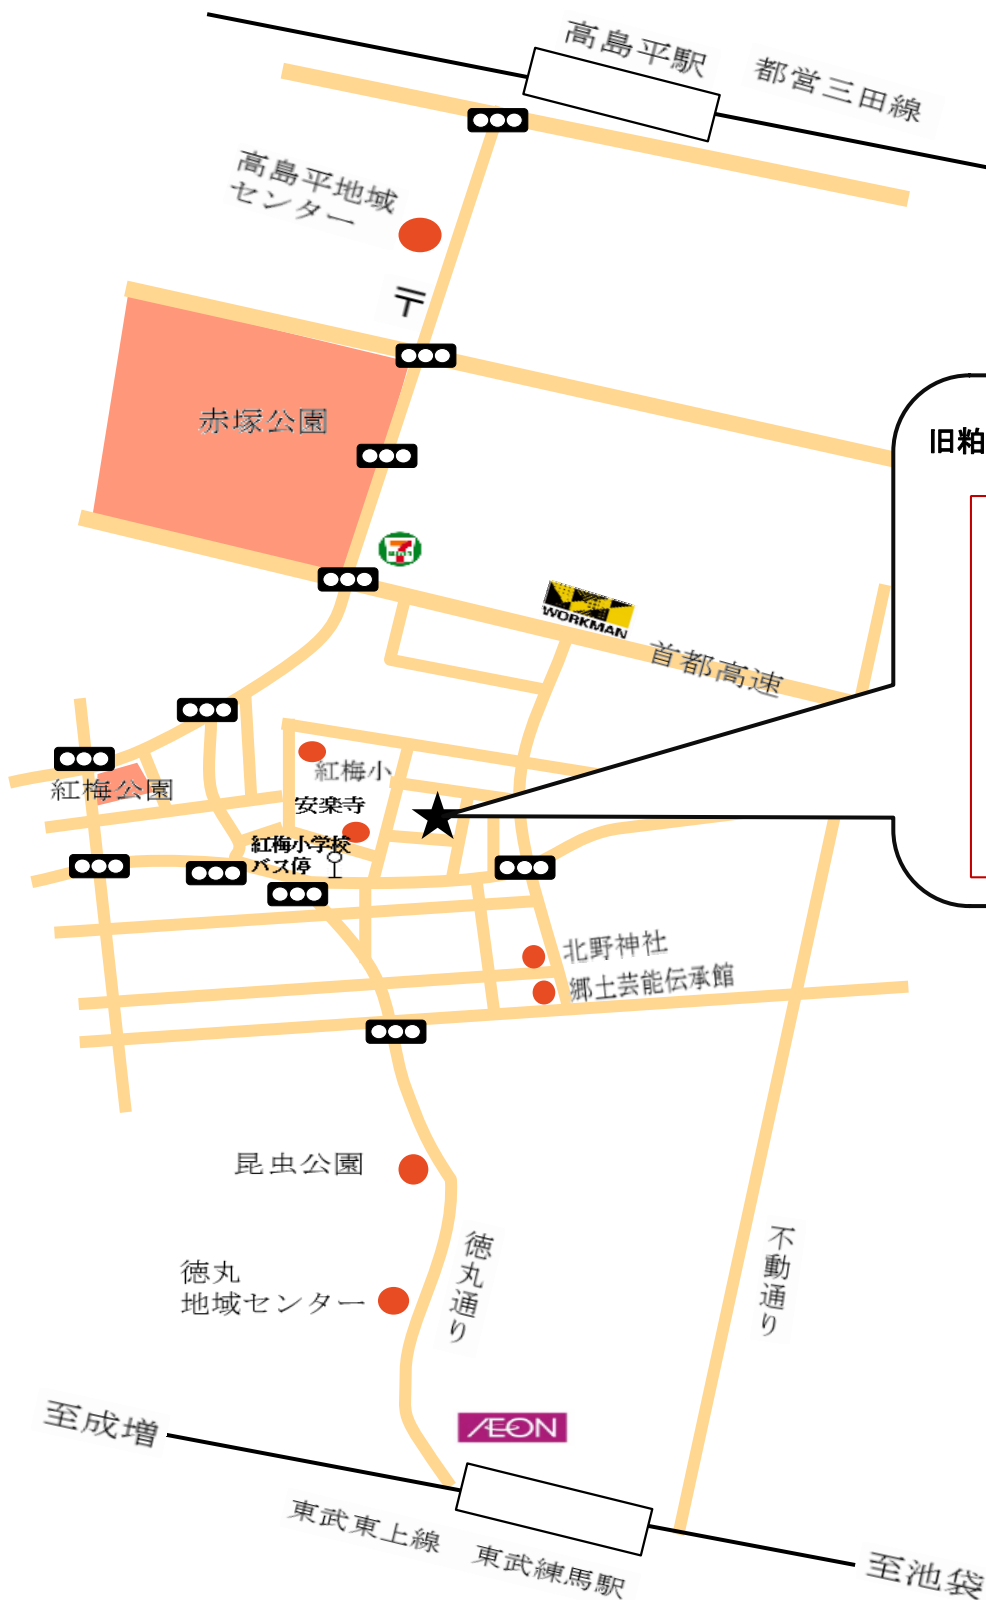 高島平駅　都営三田線
高島平地域
センター
〒
赤塚公園
旧粕
7
WORKMAN
首都高速
紅梅小
紅梅公園
安楽寺
紅梅小学校
バス停
北野神社
郷土芸能伝承館
昆虫公園
徳丸
地域センター
徳丸通り
不動通り
ÆON
至成増
東武東上線　東武練馬駅
至池袋